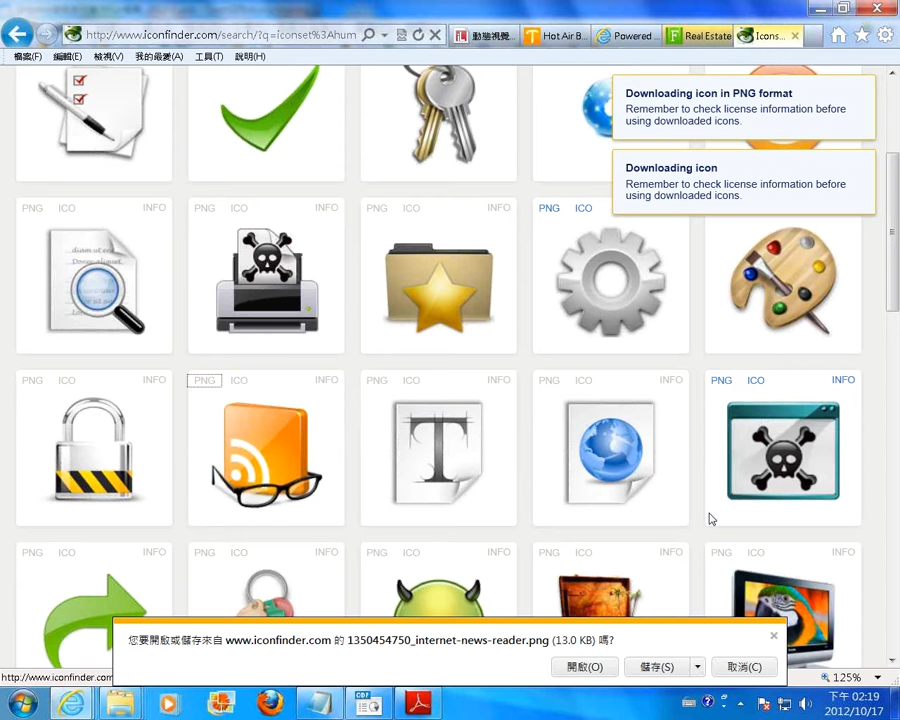 http://www.iconfinder.com/search/?q=iconset%3Ahum
動態視覺...
Hot Air B...
Powered ...
Real Estate
Icons...
檔案(F)
編輯(E)
檢視(V)
我的最愛(A)
工具(T)
說明(H)
Downloading icon in PNG format
Remember to check license information before
using downloaded icons.
Downloading icon
Remember to check license information before
using downloaded icons.
PNG ICO INFO
PNG ICO INFO
PNG ICO INFO
PNG ICO
diam ut
PNG ICO INFO
PNG ICO INFO
PNG ICO INFO
PNG ICO INFO
PNG ICO INFO
T
PNG ICO INFO
PNG ICO INFO
PNG ICO INFO
PNG ICO INFO
PNG ICO INFO
您要開啟或儲存來自 www.iconfinder.com 的 1350454750_internet-news-reader.png (13.0 KB) 嗎?
開啟(O)
儲存(S)
取消(C)
http://www.iconfinder.
125%
CDF
下午 02:19
2012/10/17